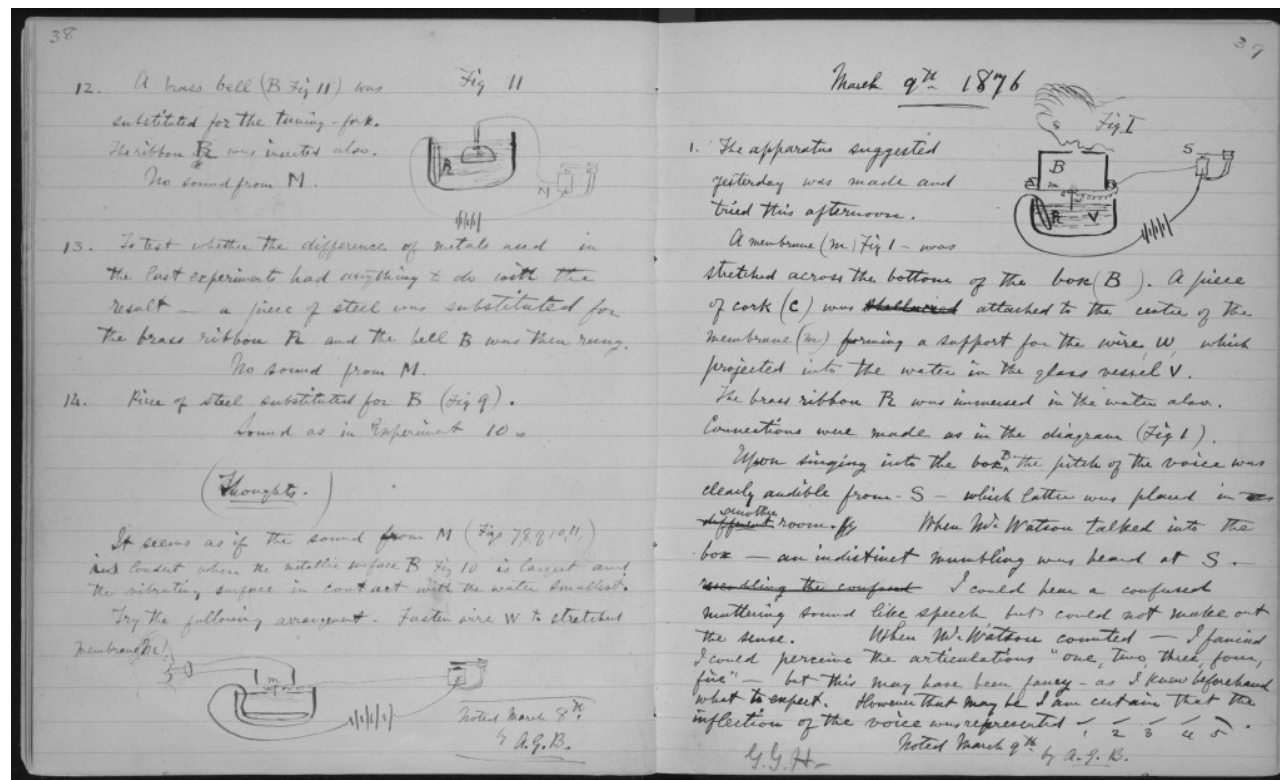 38
12. A brass bell (B Fig 11) was
Fig 11
substituted for the tuning-fork.
The ribbon R was inserted also.
No sound from M.
M
13. To test whether the difference of metals used in
the last experiments had anything to do with the
result — a piece of steel was substituted for
the brass ribbon R and the bell B was then rung.
No sound from M.
14. Piece of steel substituted for B (Fig 9).
Sound as in Experiment 10.
(Thoughts.)
It seems as if the sound from M (Figs 7,8,9,10,11,)
is loudest when the metallic surface B Fig 10 is largest and
the vibrating surface in contact with the water smallest.
Try the following arrangement. Fasten wire W to stretched
membrane m
m
Noted March 8th
by A.G.B.
39
March 9th 1876
Fig I
B
S
m
R
V
1. The apparatus suggested
yesterday was made and
tried this afternoon.
A membrane (m) Fig 1 - was
stretched across the bottom of the box (B). A piece
of cork (C) was shellaced attached to the centre of the
membrane (m) forming a support for the wire, W, which
projected into the water in the glass vessel V.
The brass ribbon R was immersed in the water also.
Connections were made as in the diagram (Fig 1).
Upon singing into the box B, the pitch of the voice was
clearly audible from - S - which latter was placed in
different another room. When Mr Watson talked into the
box — an indistinct mumbling was heard at S. -
resembling the confused I could hear a confused
muttering sound like speech but could not make out
the sense. When Mr Watson counted — I fancied
I could perceive the articulations "one, two, three, four,
five" — but this may have been fancy - as I knew beforehand
what to expect. However that may be I am certain that the
inflection of the voice was represented
1 2 3 4 5.
Noted March 9th by A.G.B.
G.G.H-